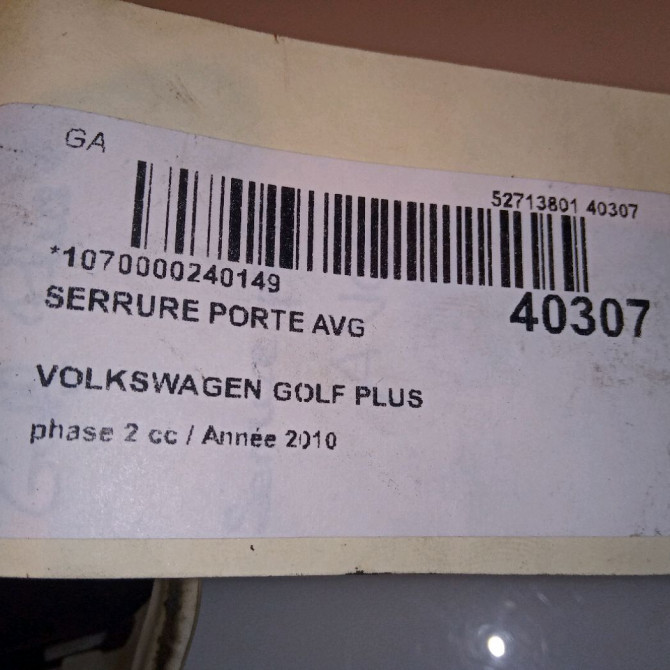 GA
52713801 40307
*1070000240149
40307
SERRURE PORTE AVG
VOLKSWAGEN GOLF PLUS
phase 2 cc / Année 2010